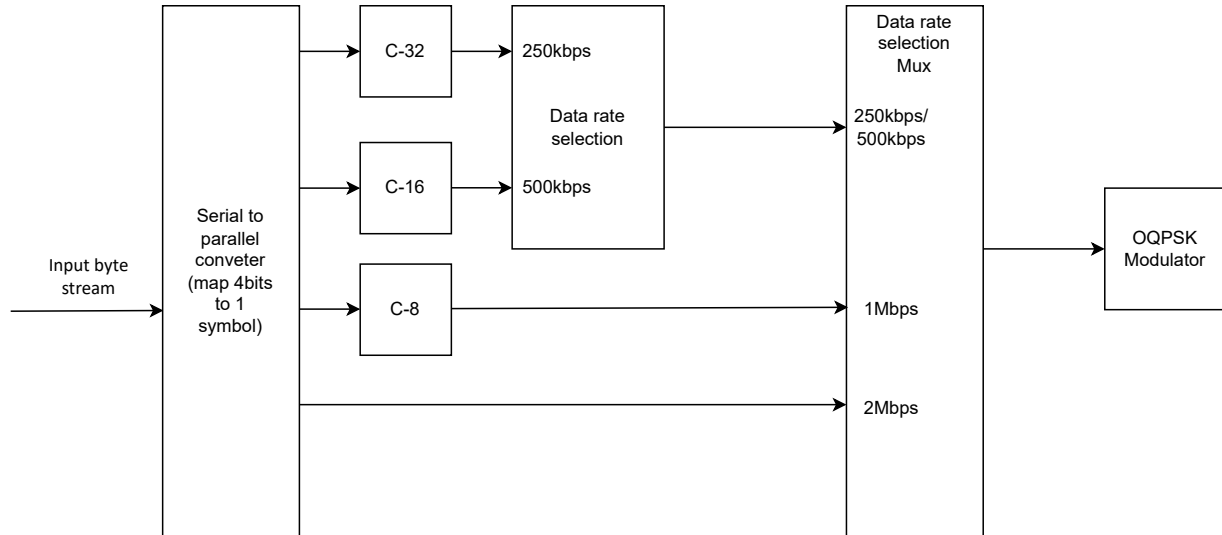 Input byte
stream
Serial to
parallel
conveter
(map 4bits
to 1
symbol)
C-32
C-16
C-8
250kbps
Data rate
selection
500kbps
Data rate
selection
Mux
250kbps/
500kbps
1Mbps
2Mbps
OQPSK
Modulator